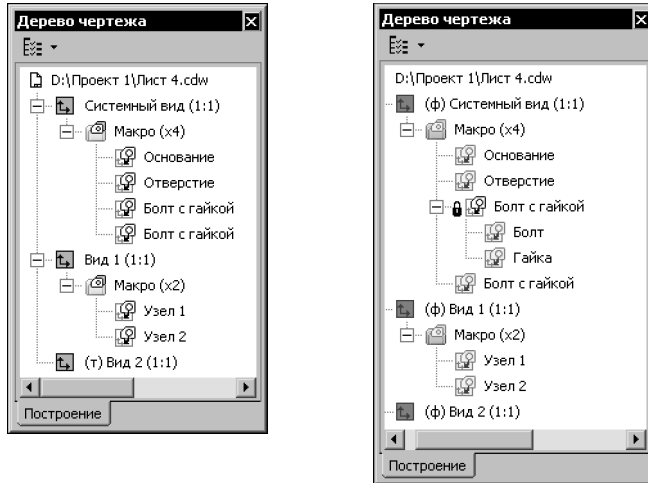 Дерево чертежа
D:\Проект 1\Лист 4.cdw
Системный вид (1:1)
Макро (x4)
Основание
Отверстие
Болт с гайкой
Болт с гайкой
Вид 1 (1:1)
Макро (x2)
Узел 1
Узел 2
(т) Вид 2 (1:1)
Построение
Дерево чертежа
D:\Проект 1\Лист 4.cdw
(ф) Системный вид (1:1)
Макро (x4)
Основание
Отверстие
Болт с гайкой
Болт
Гайка
Болт с гайкой
(ф) Вид 1 (1:1)
Макро (x2)
Узел 1
Узел 2
(ф) Вид 2 (1:1)
Построение